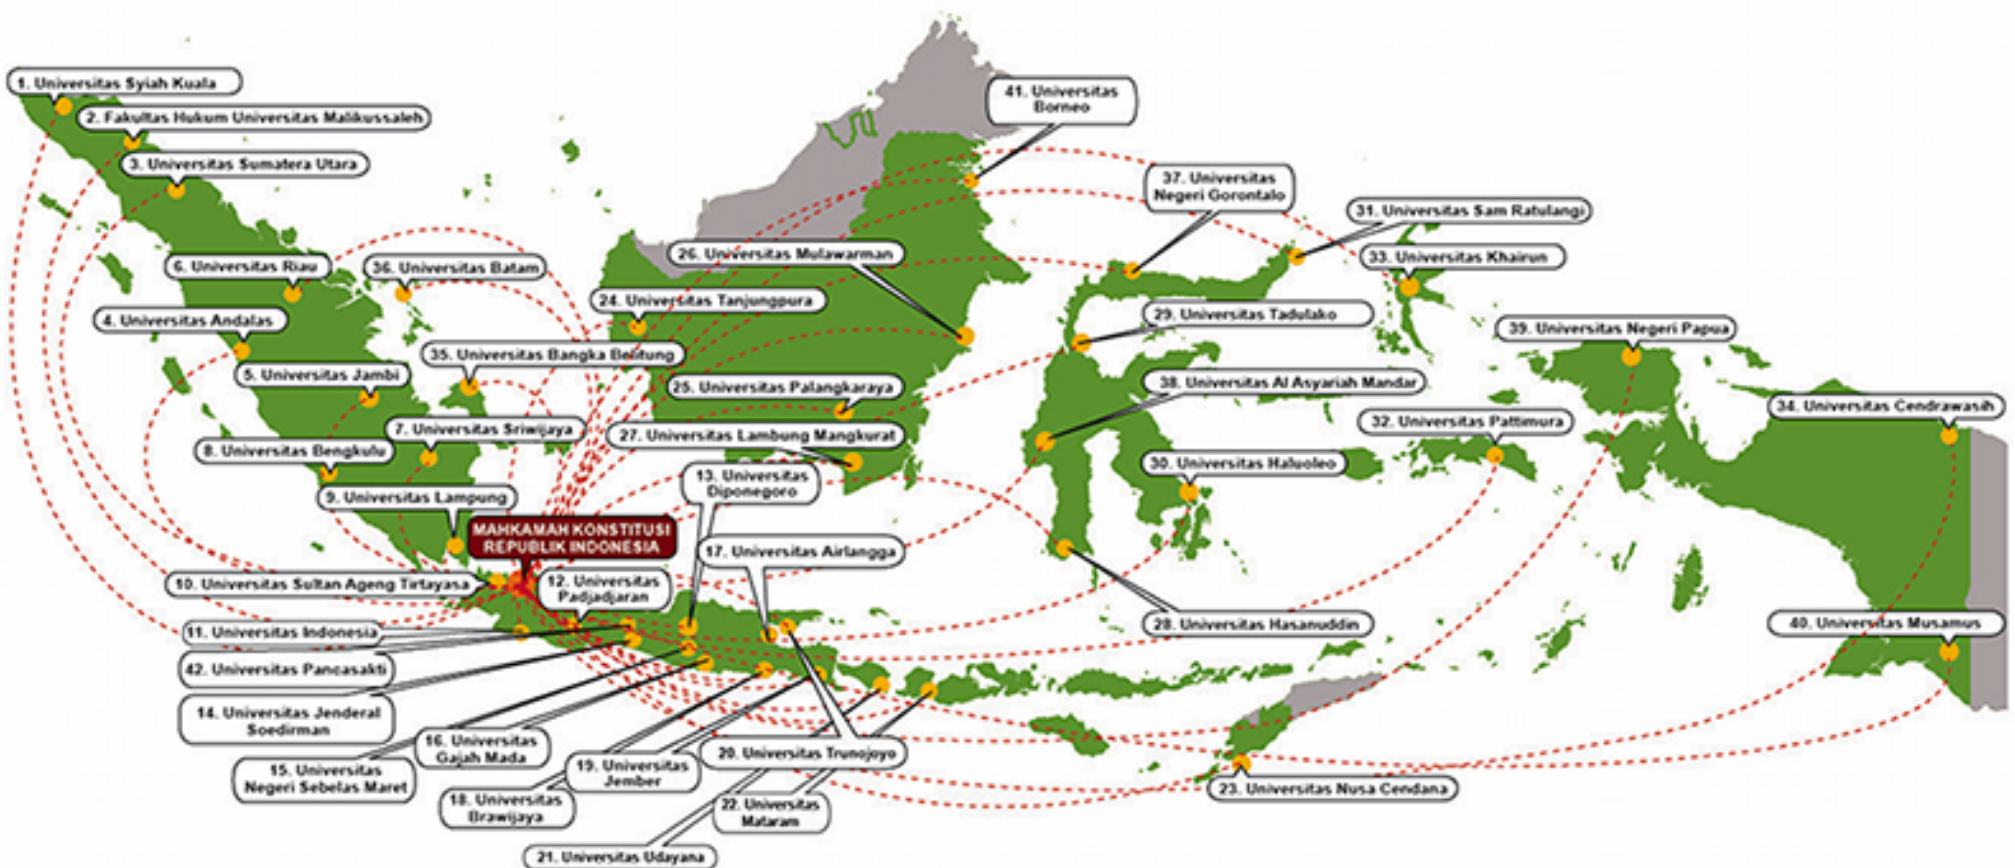 1. Universitas Syiah Kuala
2. Fakultas Hukum Universitas Malikussaleh
3. Universitas Sumatera Utara
41. Universitas
Borneo
37. Universitas
Negeri Gorontalo
31. Universitas Sam Ratulangi
33. Universitas Khairun
6. Universitas Riau
36. Universitas Batam
26. Universitas Mulawarman
24. Universitas Tanjungpura
4. Universitas Andalas
29. Universitas Tadulako
39. Universitas Negeri Papua
35. Universitas Bangka Belitung
5. Universitas Jambi
25. Universitas Palangkaraya
38. Universitas Al Asyariah Mandar
34. Universitas Cendrawasih
7. Universitas Sriwijaya
27. Universitas Lambung Mangkurat
32. Universitas Pattimura
8. Universitas Bengkulu
30. Universitas Haluoleo
13. Universitas
Diponegoro
9. Universitas Lampung
MAHKAMAH KONSTITUSI
REPUBLIK INDONESIA
17. Universitas Airlangga
10. Universitas Sultan Ageng Tirtayasa
12. Universitas
Padjadjaran
11. Universitas Indonesia
28. Universitas Hasanuddin
40. Universitas Musamus
42. Universitas Pancasakti
14. Universitas Jenderal
Soedirman
16. Universitas
Gajah Mada
20. Universitas Trunojoyo
15. Universitas
Negeri Sebelas Maret
19. Universitas
Jember
23. Universitas Nusa Cendana
18. Universitas
Brawijaya
22. Universitas
Mataram
21. Universitas Udayana